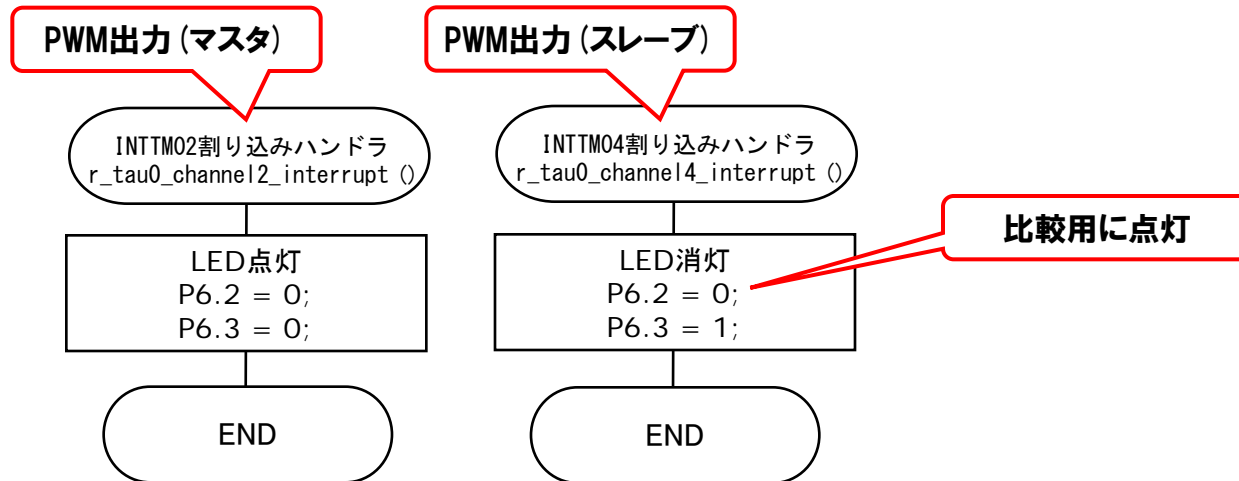 PWM出力(マスタ)
INTTM02割り込みハンドラ
r_tau0_channel2_interrupt()
LED点灯
P6.2 = 0;
P6.3 = 0;
END
PWM出力(スレーブ)
INTTM04割り込みハンドラ
r_tau0_channel4_interrupt()
LED消灯
P6.2 = 0;
P6.3 = 1;
END
比較用に点灯